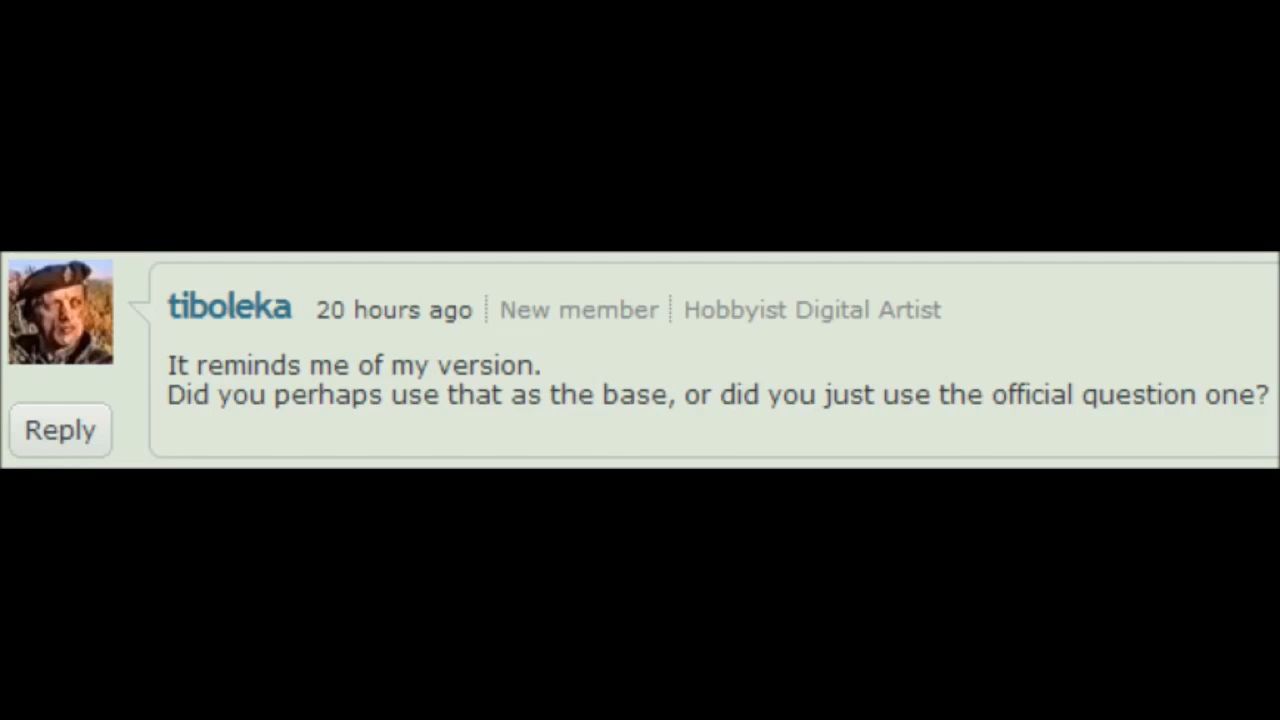 tiboleka 20 hours ago New member Hobbyist Digital Artist
It reminds me of my version.
Did you perhaps use that as the base, or did you just use the official question one?
Reply